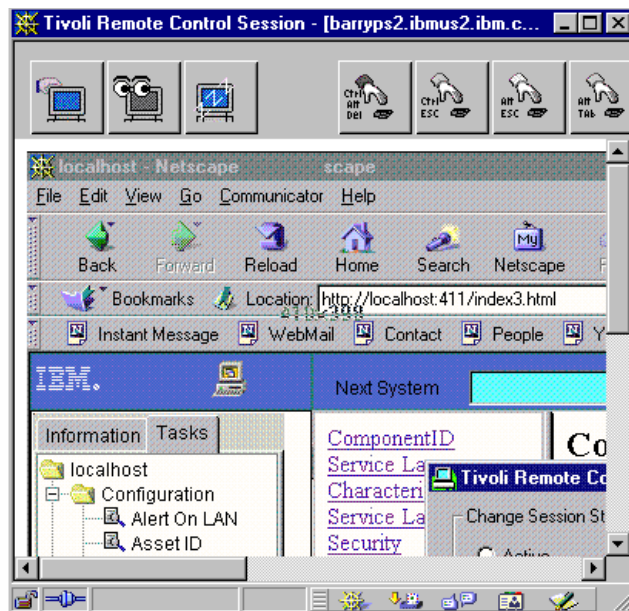 Tivoli Remote Control Session - [barryps2.ibmus2.ibm.c...
Ctrl Alt Del
Ctrl ESC
Alt ESC
Alt TAB
localhost - Netscape scape
File Edit View Go Communicator Help
Back Forward Reload Home Search Netscape
My
Bookmarks Location: http://localhost:411/index3.html
Instant Message WebMail Contact People Y
IBM. Next System
Information Tasks
ComponentID
Co
localhost
Service La
Tivoli Remote Co
Configuration
Characteri
Alert On LAN
Service La
Change Session St
Asset ID
Security
Active